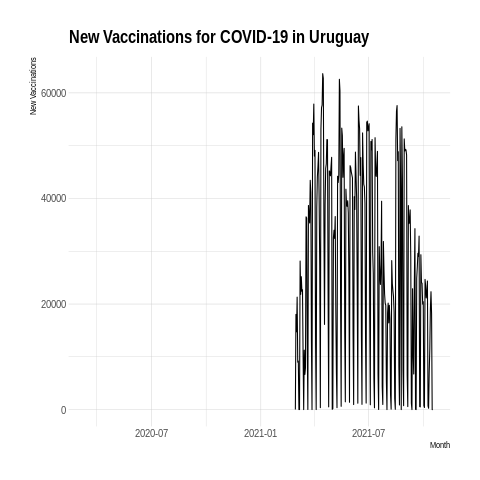 New Vaccinations for COVID-19 in Uruguay
New Vaccinations
60000
40000
20000
0
2020-07
2021-01
2021-07
Month